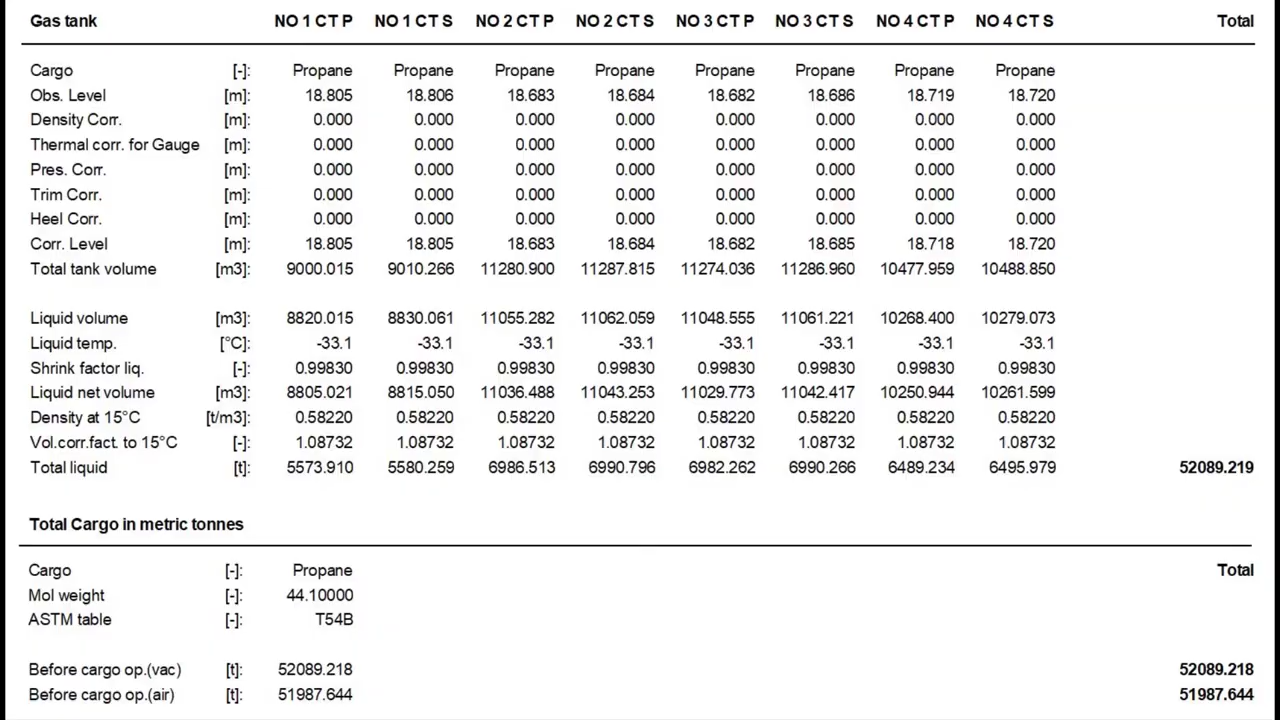 Gas tank NO 1 CT P NO 1 CT S NO 2 CT P NO 2 CT S NO 3 CT P NO 3 CT S NO 4 CT P NO 4 CT S Total
Cargo [-]: Propane Propane Propane Propane Propane Propane Propane Propane
Obs. Level [m]: 18.805 18.806 18.683 18.684 18.682 18.686 18.719 18.720
Density Corr. [m]: 0.000 0.000 0.000 0.000 0.000 0.000 0.000 0.000
Thermal corr. for Gauge [m]: 0.000 0.000 0.000 0.000 0.000 0.000 0.000 0.000
Pres. Corr. [m]: 0.000 0.000 0.000 0.000 0.000 0.000 0.000 0.000
Trim Corr. [m]: 0.000 0.000 0.000 0.000 0.000 0.000 0.000 0.000
Heel Corr. [m]: 0.000 0.000 0.000 0.000 0.000 0.000 0.000 0.000
Corr. Level [m]: 18.805 18.805 18.683 18.684 18.682 18.685 18.718 18.720
Total tank volume [m3]: 9000.015 9010.266 11280.900 11287.815 11274.036 11286.960 10477.959 10488.850
Liquid volume [m3]: 8820.015 8830.061 11055.282 11062.059 11048.555 11061.221 10268.400 10279.073
Liquid temp. [°C]: -33.1 -33.1 -33.1 -33.1 -33.1 -33.1 -33.1 -33.1
Shrink factor liq. [-]: 0.99830 0.99830 0.99830 0.99830 0.99830 0.99830 0.99830 0.99830
Liquid net volume [m3]: 8805.021 8815.050 11036.488 11043.253 11029.773 11042.417 10250.944 10261.599
Density at 15°C [t/m3]: 0.58220 0.58220 0.58220 0.58220 0.58220 0.58220 0.58220 0.58220
Vol.corr.fact. to 15°C [-]: 1.08732 1.08732 1.08732 1.08732 1.08732 1.08732 1.08732 1.08732
Total liquid [t]: 5573.910 5580.259 6986.513 6990.796 6982.262 6990.266 6489.234 6495.979 52089.219
Total Cargo in metric tonnes
Cargo [-]: Propane Total
Mol weight [-]: 44.10000
ASTM table [-]: T54B
Before cargo op.(vac) [t]: 52089.218 52089.218
Before cargo op.(air) [t]: 51987.644 51987.644